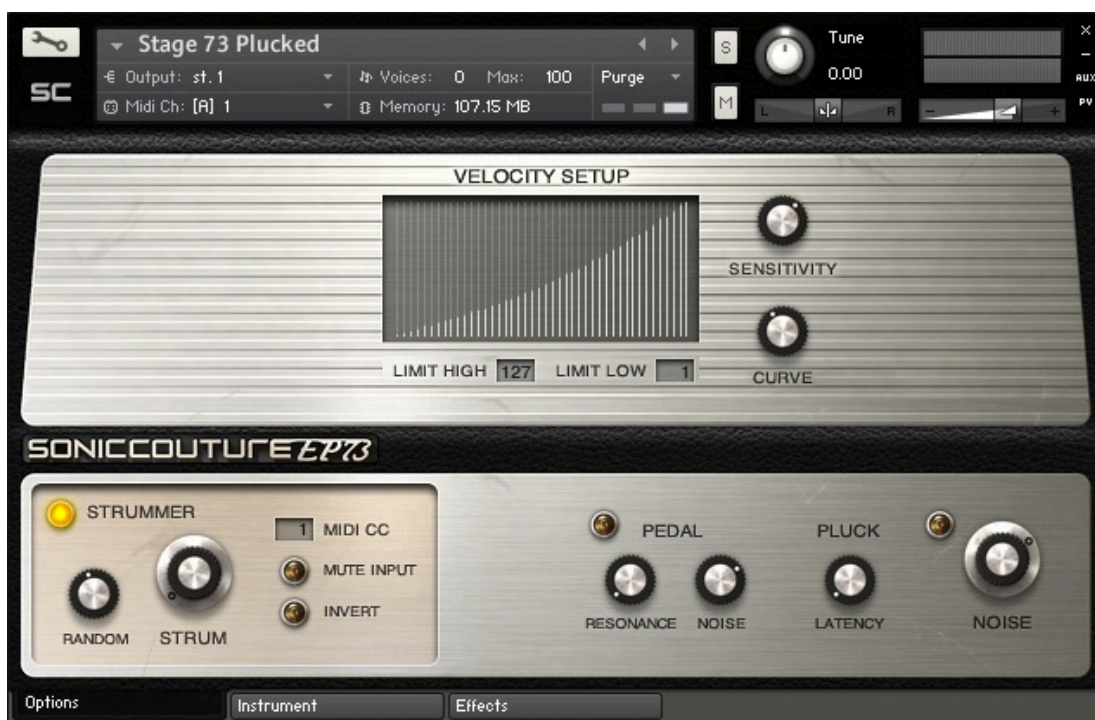 Stage 73 Plucked
Output: st.1 Voices: 0 Max: 100 Purge
Midi Ch: [A] 1 Memory: 107.15 MB
SC
S
M
Tune
0.00
L R
- +
×
-
AUX
PV
VELOCITY SETUP
SENSITIVITY
CURVE
LIMIT HIGH 127 LIMIT LOW 1
SONICCOUTURE EP73
STRUMMER
1 MIDI CC
MUTE INPUT
INVERT
RANDOM STRUM
PEDAL PLUCK
RESONANCE NOISE LATENCY NOISE
Options Instrument Effects